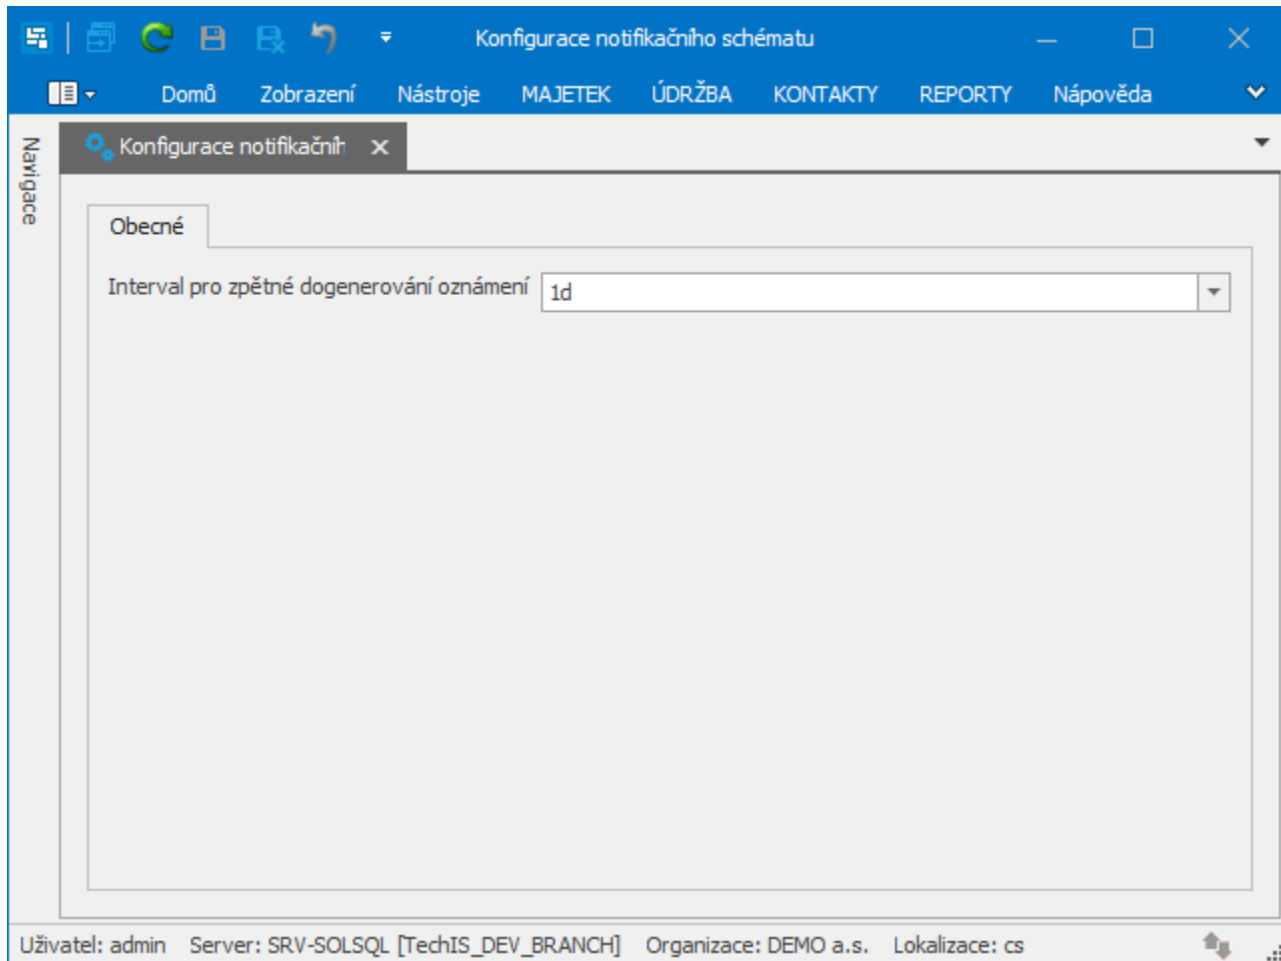 Konfigurace notifikačního schématu
Domů Zobrazení Nástroje MAJETEK ÚDRŽBA KONTAKTY REPORTY Nápověda
Navigace
Konfigurace notifikačníh
Obecné
Interval pro zpětné dogenerování oznámení 1d
Uživatel: admin Server: SRV-SOLSQL [TechIS_DEV_BRANCH] Organizace: DEMO a.s. Lokalizace: cs